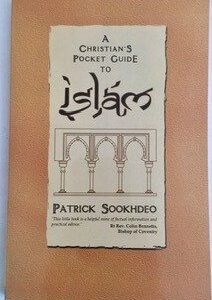 A
CHRISTIAN'S
POCKET GUIDE
TO
islám
PATRICK SOOKHDEO
'This little book is a helpful mine of factual information and
practical advice.'
Rt Rev. Colin Bennetts,
Bishop of Coventry